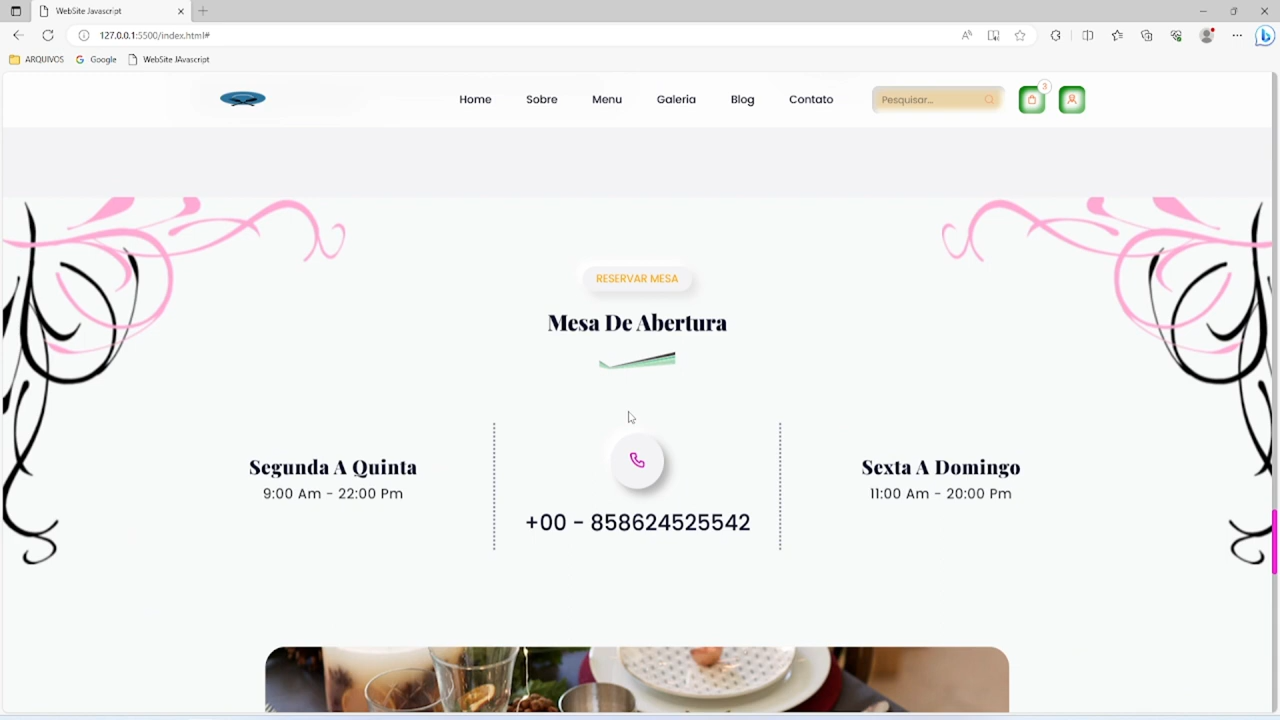 WebSite Javascript
127.0.0.1:5500/index.html#
ARQUIVOS Google WebSite JAvascript
Home Sobre Menu Galeria Blog Contato Pesquisar... 3
RESERVAR MESA
Mesa De Abertura
Segunda A Quinta
9:00 Am - 22:00 Pm
+00 - 858624525542
Sexta A Domingo
11:00 Am - 20:00 Pm